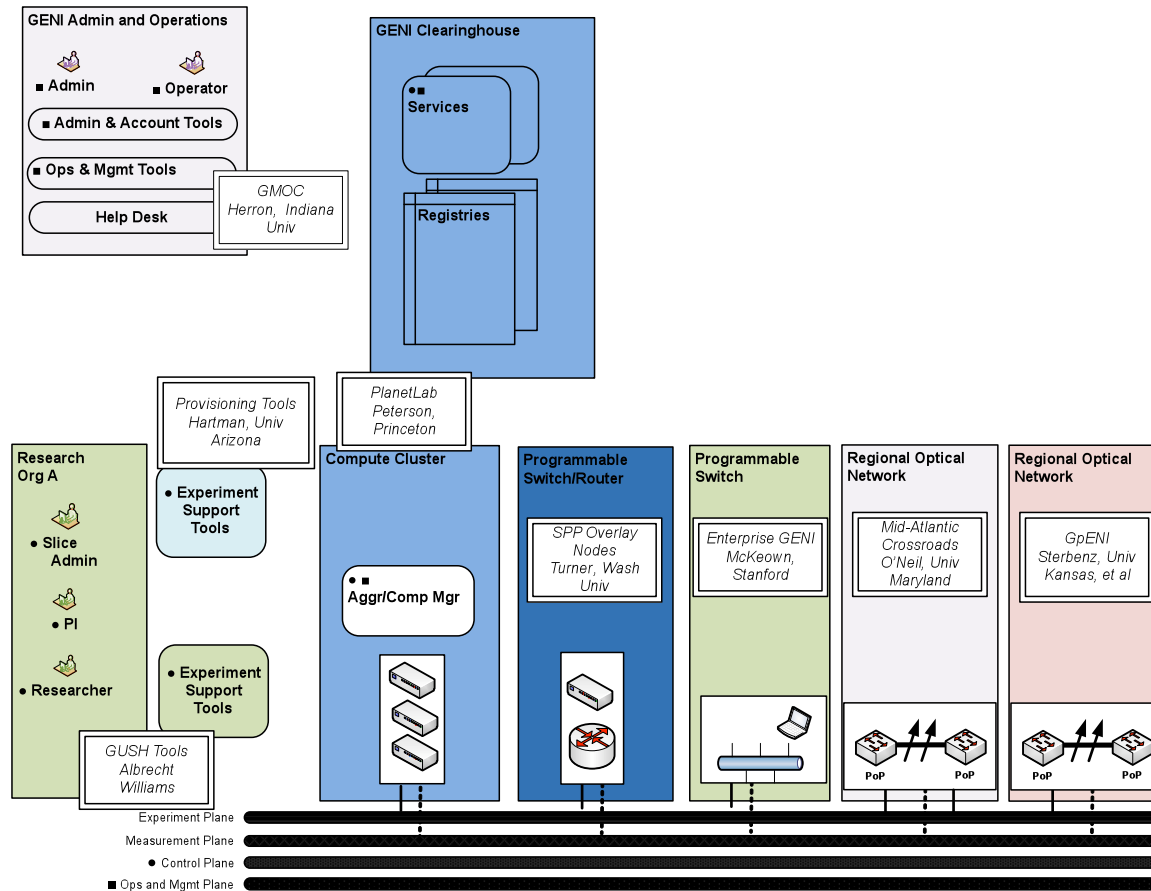 GENI Admin and Operations
■ Admin
■ Operator
■ Admin & Account Tools
■ Ops & Mgmt Tools
Help Desk
GMOC
Herron, Indiana
Univ
GENI Clearinghouse
●■
Services
Registries
Provisioning Tools
Hartman, Univ
Arizona
PlanetLab
Peterson,
Princeton
Research
Org A
● Slice
Admin
● PI
● Researcher
● Experiment
Support
Tools
● Experiment
Support
Tools
GUSH Tools
Albrecht
Williams
Compute Cluster
● ■
Aggr/Comp Mgr
Programmable
Switch/Router
SPP Overlay
Nodes
Turner, Wash
Univ
Programmable
Switch
Enterprise GENI
McKeown,
Stanford
Regional Optical
Network
Mid-Atlantic
Crossroads
O'Neil, Univ
Maryland
PoP
PoP
Regional Optical
Network
GpENI
Sterbenz, Univ
Kansas, et al
PoP
PoP
Experiment Plane
Measurement Plane
● Control Plane
■ Ops and Mgmt Plane